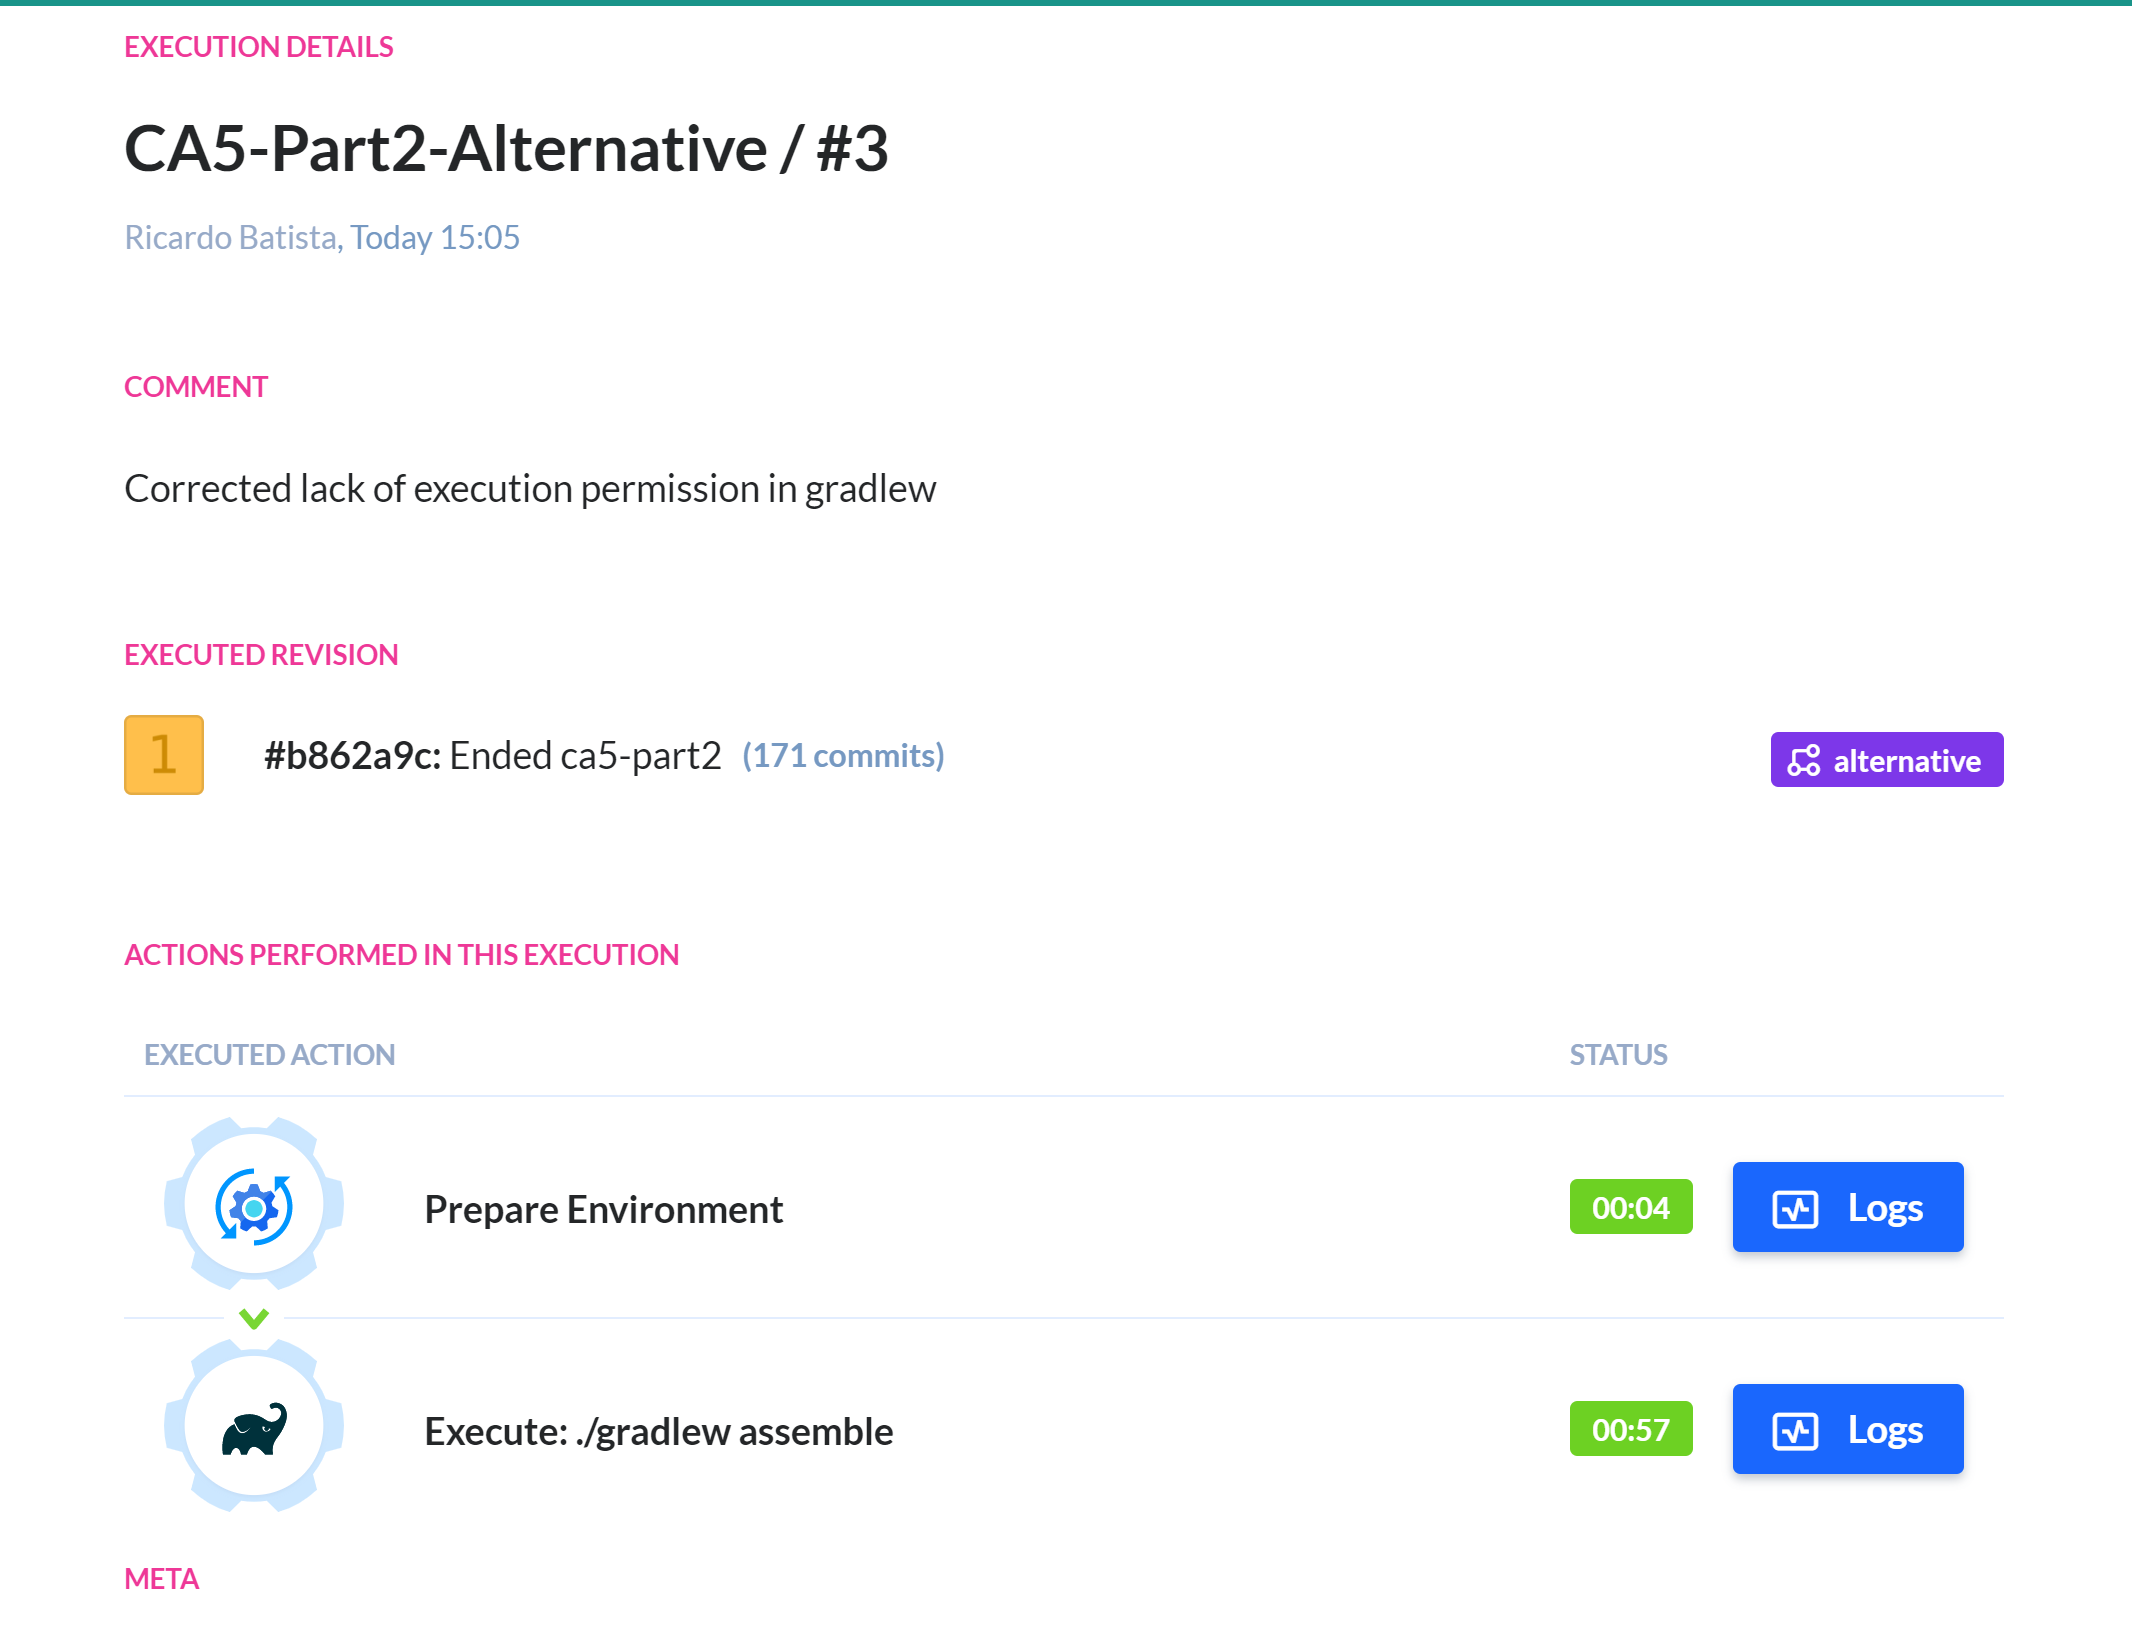 EXECUTION DETAILS
CA5-Part2-Alternative / #3
Ricardo Batista, Today 15:05
COMMENT
Corrected lack of execution permission in gradlew
EXECUTED REVISION
1 #b862a9c: Ended ca5-part2 (171 commits) alternative
ACTIONS PERFORMED IN THIS EXECUTION
EXECUTED ACTION STATUS
Prepare Environment 00:04 Logs
Execute: ./gradlew assemble 00:57 Logs
META